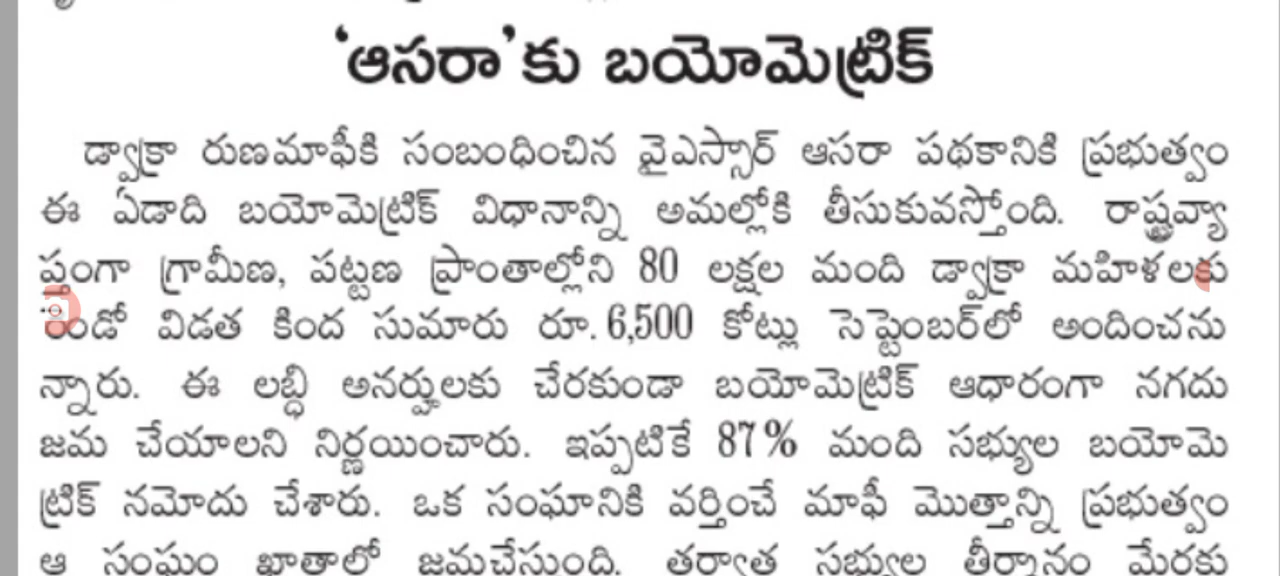 ‘ఆసరా’కు బయోమెట్రిక్
డ్వాక్రా రుణమాఫీకి సంబంధించిన వైఎస్సార్ ఆసరా పథకానికి ప్రభుత్వం
ఈ ఏడాది బయోమెట్రిక్ విధానాన్ని అమల్లోకి తీసుకువస్తోంది. రాష్ట్రవ్యా
ప్తంగా గ్రామీణ, పట్టణ ప్రాంతాల్లోని 80 లక్షల మంది డ్వాక్రా మహిళలకు
రెండో విడత కింద సుమారు రూ. 6,500 కోట్లు సెప్టెంబర్‌లో అందించను
న్నారు. ఈ లబ్ధి అనర్హులకు చేరకుండా బయోమెట్రిక్ ఆధారంగా నగదు
జమ చేయాలని నిర్ణయించారు. ఇప్పటికే 87% మంది సభ్యుల బయోమె
ట్రిక్ నమోదు చేశారు. ఒక సంఘానికి వర్తించే మాఫీ మొత్తాన్ని ప్రభుత్వం
ఆ సంఘం ఖాతాలో జమచేస్తుంది. తర్వాత సభ్యుల తీర్మానం మేరకు